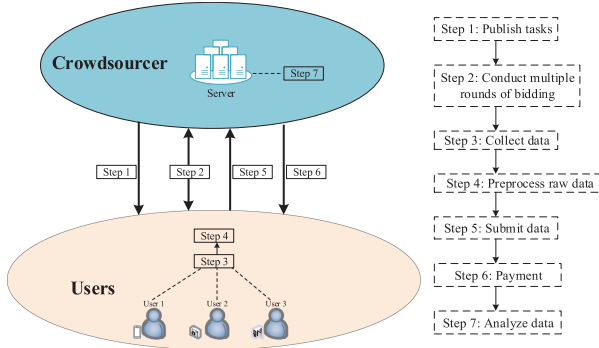 Crowdsourcer
Server
Step 7
Step 1
Step 2
Step 5
Step 6
Step 4
Step 3
Users
User 1
User 2
User 3
Step 1: Publish tasks
Step 2: Conduct multiple
rounds of bidding
Step 3: Collect data
Step 4: Preprocess raw data
Step 5: Submit data
Step 6: Payment
Step 7: Analyze data